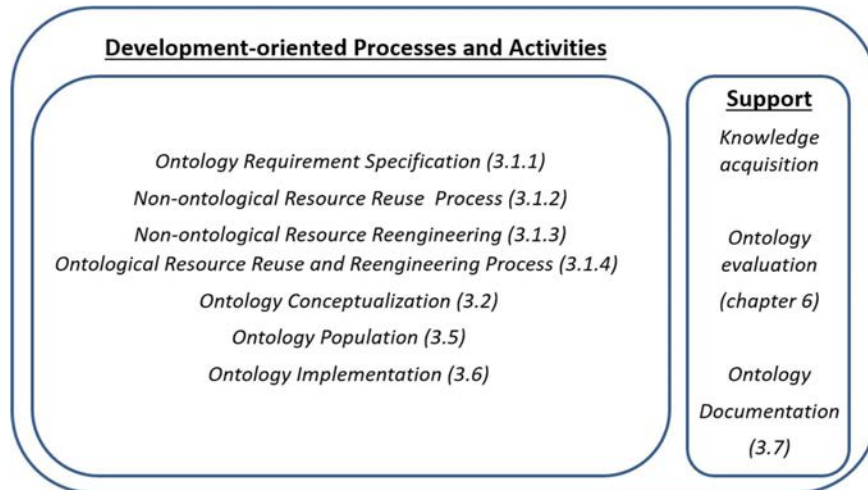 Development-oriented Processes and Activities
Ontology Requirement Specification (3.1.1)
Non-ontological Resource Reuse Process (3.1.2)
Non-ontological Resource Reengineering (3.1.3)
Ontological Resource Reuse and Reengineering Process (3.1.4)
Ontology Conceptualization (3.2)
Ontology Population (3.5)
Ontology Implementation (3.6)
Support
Knowledge
acquisition
Ontology
evaluation
(chapter 6)
Ontology
Documentation
(3.7)